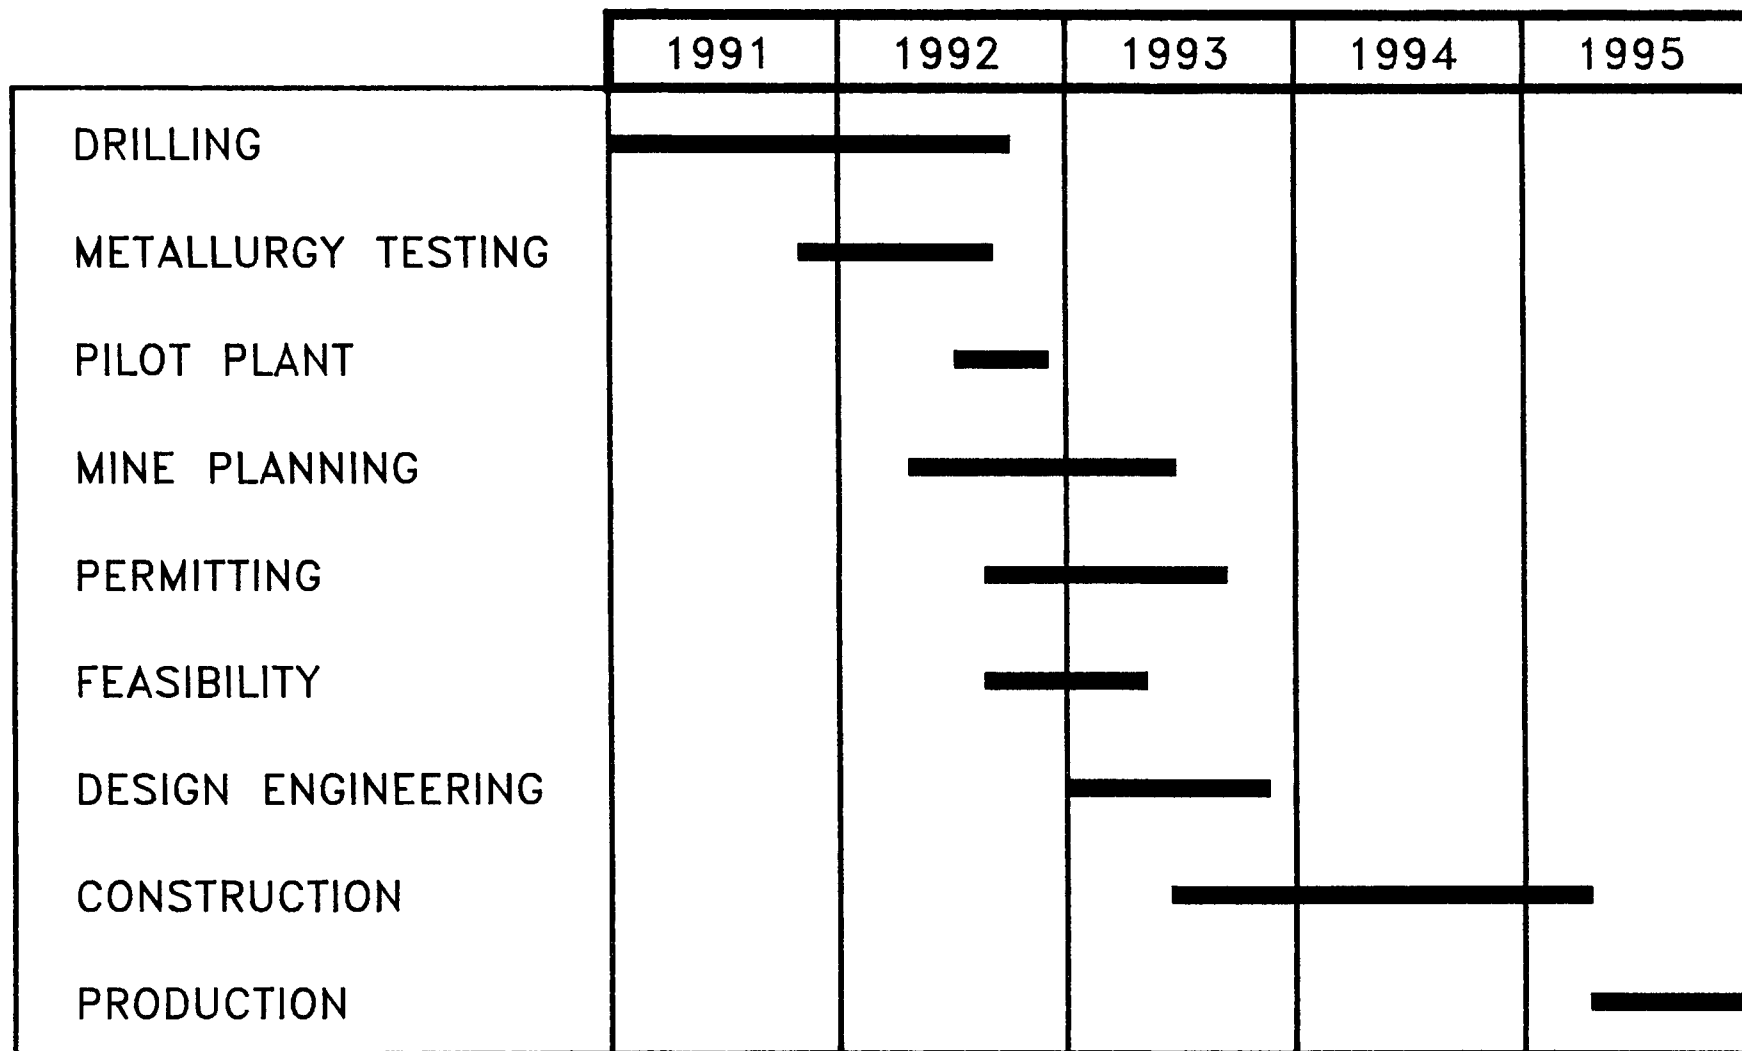 1991 1992 1993 1994 1995
DRILLING
METALLURGY TESTING
PILOT PLANT
MINE PLANNING
PERMITTING
FEASIBILITY
DESIGN ENGINEERING
CONSTRUCTION
PRODUCTION